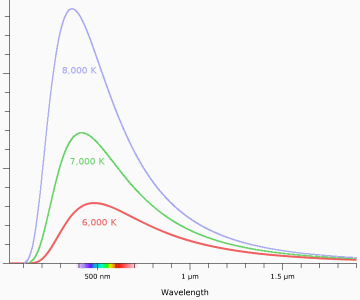 8,000 K
7,000 K
6,000 K
500 nm
1 µm
1.5 µm
Wavelength